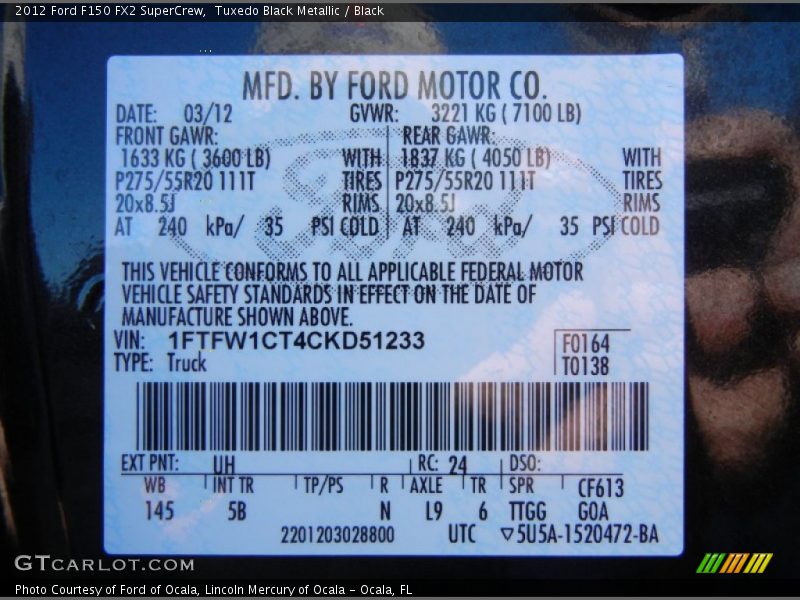 2012 Ford F150 FX2 SuperCrew,  Tuxedo Black Metallic / Black
MFD. BY FORD MOTOR CO.
DATE: 03/12 GVWR: 3221 KG ( 7100 LB)
FRONT GAWR: REAR GAWR:
1633 KG ( 3600 LB) WITH 1837 KG ( 4050 LB) WITH
P275/55R20 111T TIRES P275/55R20 111T TIRES
20x8.5J RIMS 20x8.5J RIMS
AT 240 kPa/ 35 PSI COLD AT 240 kPa/ 35 PSI COLD
Ford
THIS VEHICLE CONFORMS TO ALL APPLICABLE FEDERAL MOTOR
VEHICLE SAFETY STANDARDS IN EFFECT ON THE DATE OF
MANUFACTURE SHOWN ABOVE.
VIN: 1FTFW1CT4CKD51233
F0164
TYPE: Truck
T0138
EXT PNT: UH RC: 24 DSO:
WB INT TR TP/PS R AXLE TR SPR CF613
145 5B N L9 6 TTGG GOA
2201203028800 UTC ▽5U5A-1520472-BA
GTCARLOT.COM
Photo Courtesy of Ford of Ocala, Lincoln Mercury of Ocala - Ocala, FL